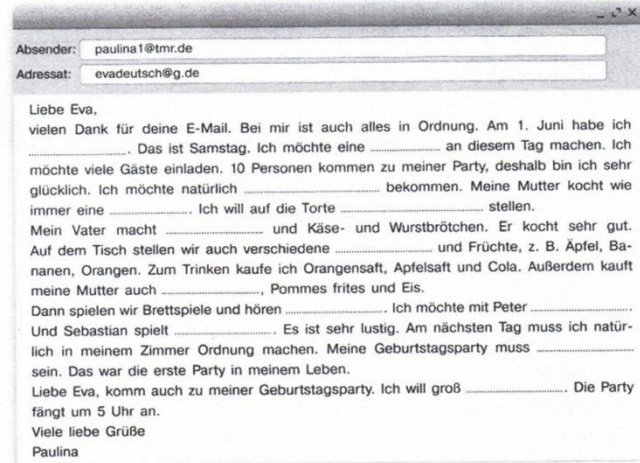 Absender: paulina1@tmr.de
Adressat: evadeutsch@g.de
Liebe Eva,
vielen Dank für deine E-Mail. Bei mir ist auch alles in Ordnung. Am 1. Juni habe ich
.............................. . Das ist Samstag. Ich möchte eine ..................... an diesem Tag machen. Ich
möchte viele Gäste einladen. 10 Personen kommen zu meiner Party, deshalb bin ich sehr
glücklich. Ich möchte natürlich ........................................ bekommen. Meine Mutter kocht wie
immer eine ........................ . Ich will auf die Torte .......................................... stellen.
Mein Vater macht ............................. und Käse- und Wurstbrötchen. Er kocht sehr gut.
Auf dem Tisch stellen wir auch verschiedene ............................. und Früchte, z. B. Äpfel, Ba-
nanen, Orangen. Zum Trinken kaufe ich Orangensaft, Apfelsaft und Cola. Außerdem kauft
meine Mutter auch ............................. , Pommes frites und Eis.
Dann spielen wir Brettspiele und hören ............................. . Ich möchte mit Peter ............................. .
Und Sebastian spielt ............................. . Es ist sehr lustig. Am nächsten Tag muss ich natür-
lich in meinem Zimmer Ordnung machen. Meine Geburtstagsparty muss .............................
sein. Das war die erste Party in meinem Leben.
Liebe Eva, komm auch zu meiner Geburtstagsparty. Ich will groß ............................. . Die Party
fängt um 5 Uhr an.
Viele liebe Grüße
Paulina